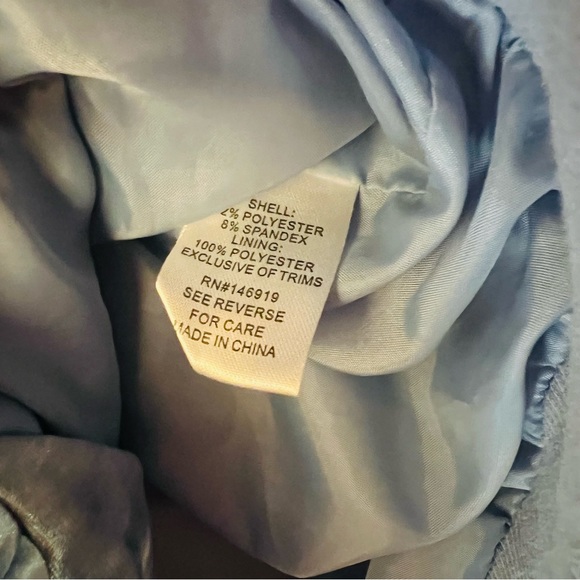 SHELL:
2% POLYESTER
8% SPANDEX
LINING:
100% POLYESTER
EXCLUSIVE OF TRIMS
RN#146919
SEE REVERSE
FOR CARE
MADE IN CHINA